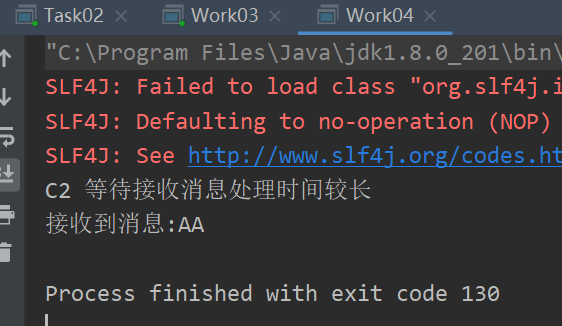 Task02 Work03 Work04
"C:\Program Files\Java\jdk1.8.0_201\bin\
SLF4J: Failed to load class "org.slf4j.i
SLF4J: Defaulting to no-operation (NOP)
SLF4J: See http://www.slf4j.org/codes.ht
C2 等待接收消息处理时间较长
接收到消息:AA
Process finished with exit code 130